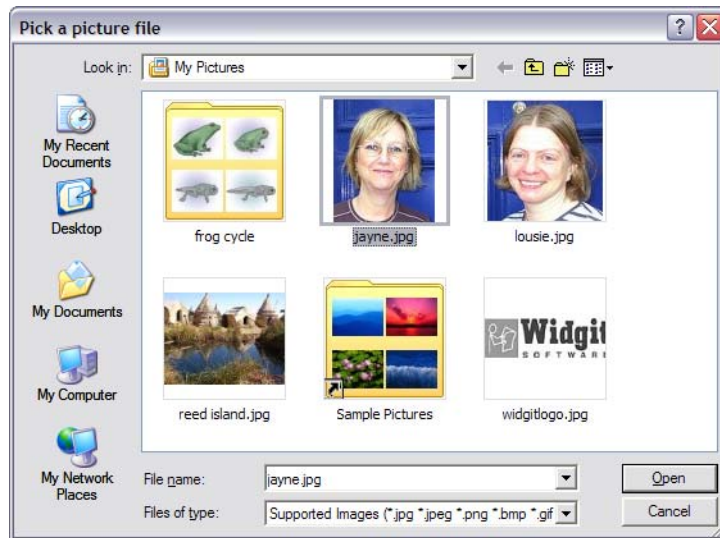 Pick a picture file
Look in:
My Pictures
My Recent
Documents
Desktop
My Documents
My Computer
My Network
Places
frog cycle
jayne.jpg
lousie.jpg
Widgit
SOFTWAR
reed island.jpg
Sample Pictures
widgitlogo.jpg
File name:
jayne.jpg
Open
Files of type:
Supported Images (*.jpg *.jpeg *.png *.bmp *.gif
Cancel